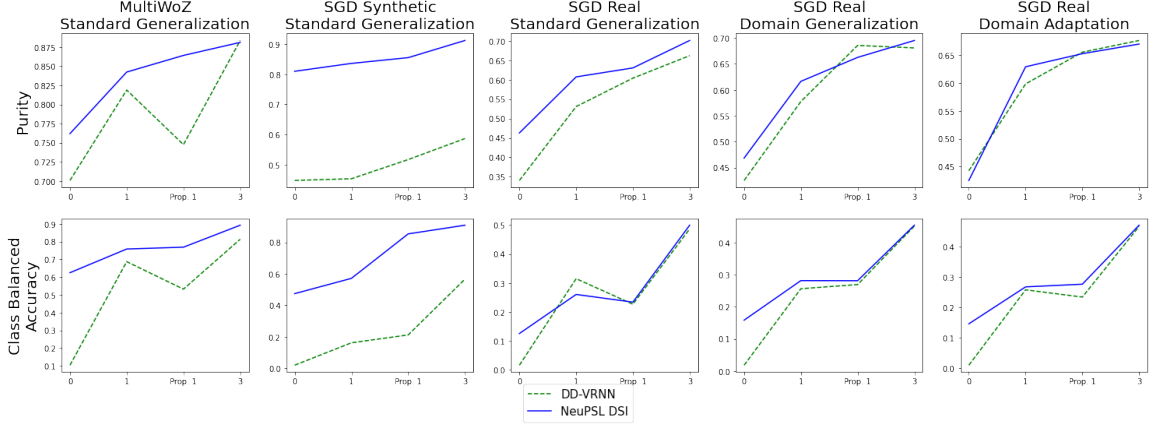 MultiWoZ
Standard Generalization
SGD Synthetic
Standard Generalization
SGD Real
Standard Generalization
SGD Real
Domain Generalization
SGD Real
Domain Adaptation
Purity
0.875
0.850
0.825
0.800
0.775
0.750
0.725
0.700
0 1 Prop. 1 3
0.9
0.8
0.7
0.6
0.5
0 1 Prop. 1 3
0.70
0.65
0.60
0.55
0.50
0.45
0.40
0.35
0 1 Prop. 1 3
0.70
0.65
0.60
0.55
0.50
0.45
0 1 Prop. 1 3
0.65
0.60
0.55
0.50
0.45
0 1 Prop. 1 3
Class Balanced
Accuracy
0.9
0.8
0.7
0.6
0.5
0.4
0.3
0.2
0.1
0 1 Prop. 1 3
0.8
0.6
0.4
0.2
0.0
0 1 Prop. 1 3
0.5
0.4
0.3
0.2
0.1
0.0
0 1 Prop. 1 3
0.4
0.3
0.2
0.1
0.0
0 1 Prop. 1 3
0.4
0.3
0.2
0.1
0.0
0 1 Prop. 1 3
DD-VRNN
NeuPSL DSI